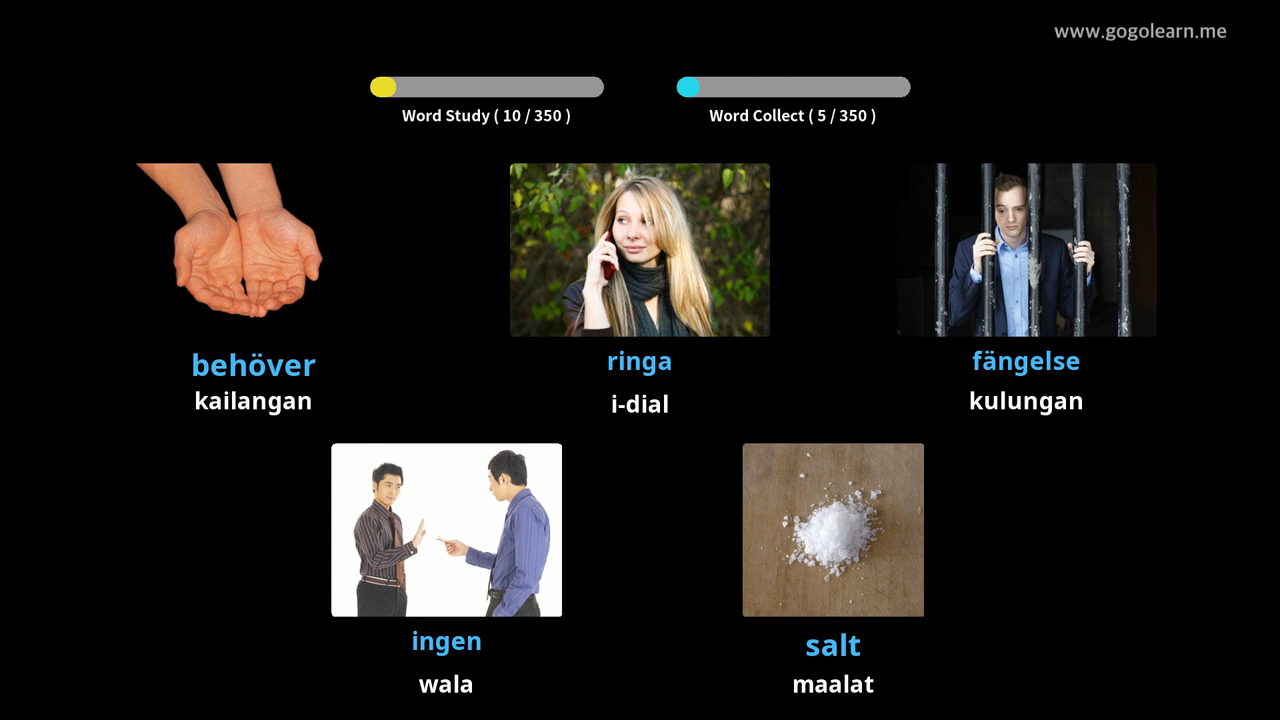 www.gogolearn.me
Word Study ( 10 / 350 )
Word Collect ( 5 / 350 )
behöver
kailangan
ringa
i-dial
fängelse
kulungan
ingen
wala
salt
maalat